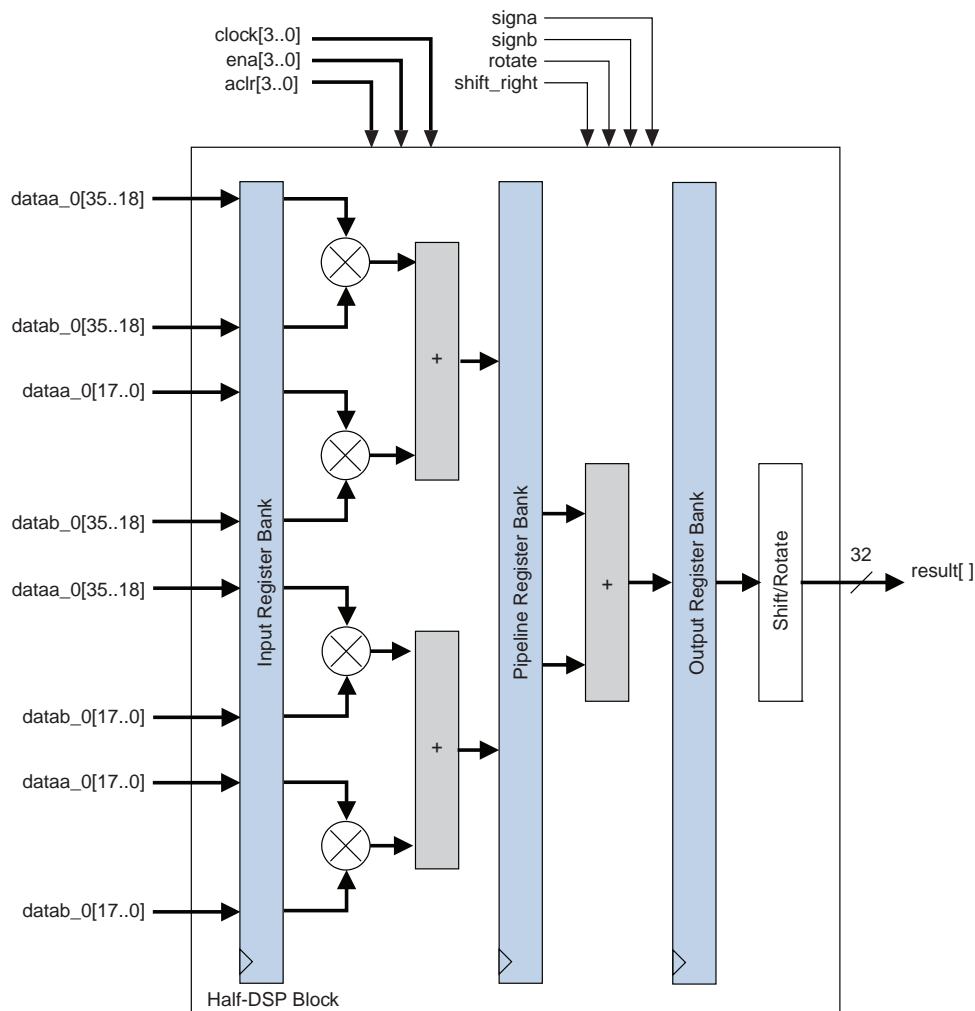 signa
clock[3..0]
signb
ena[3..0]
rotate
aclr[3..0]
shift_right
dataa_0[35..18]
datab_0[35..18]
dataa_0[17..0]
datab_0[35..18]
dataa_0[35..18]
datab_0[17..0]
dataa_0[17..0]
datab_0[17..0]
Input Register Bank
+
+
Pipeline Register Bank
+
Output Register Bank
Shift/Rotate
32
result[ ]
Half-DSP Block